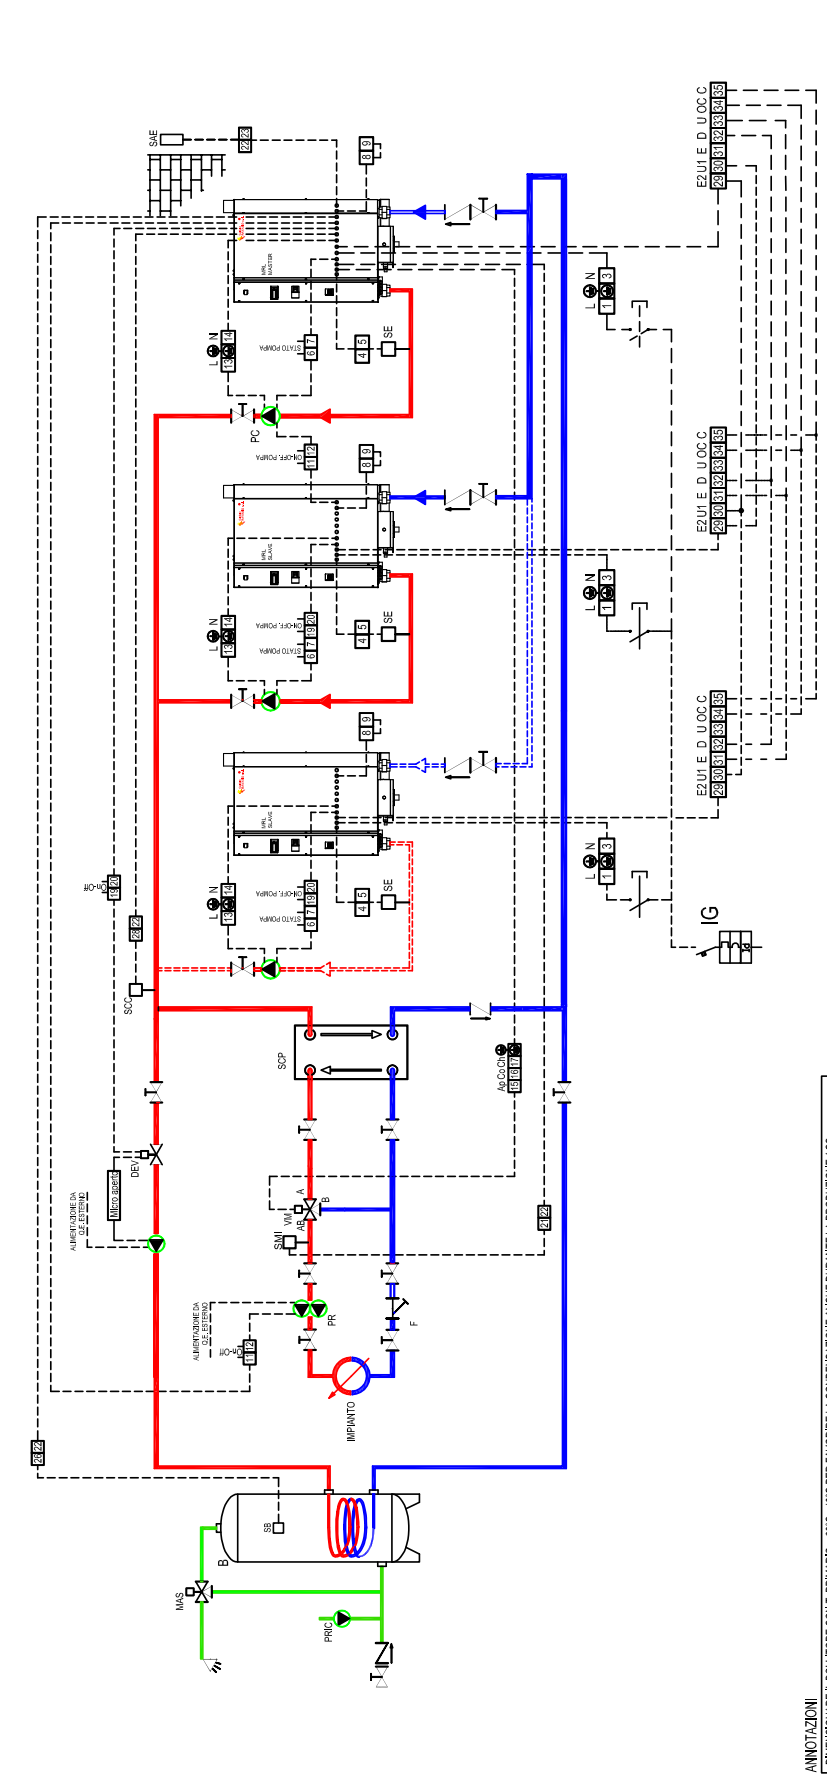 SAE
22 23
8 9
MRL
MASTER
L N
13 14
STATO POMPA
6 7
4 5
SE
PC
ON-OFF. POMPA
11 12
E2 U1 E D U OC C
29 30 31 32 33 34 35
L N
1 3
8 9
MRL
SLAVE
L N
13 14
STATO POMPA
ON-OFF. POMPA
6 7 19 20
4 5
SE
E2 U1 E D U OC C
29 30 31 32 33 34 35
L N
1 3
8 9
MRL
SLAVE
L N
13 14
STATO POMPA
ON-OFF. POMPA
6 7 19 20
4 5
SE
E2 U1 E D U OC C
29 30 31 32 33 34 35
L N
1 3
IG
Id
On-Off
19 20
28 22
SCC
SCP
Ap Co Ch
15 16 17
DEV
Micro aperto
ALIMENTAZIONE DA
Q.E. ESTERNO
A
B
AB
VM
SMI
21 22
ALIMENTAZIONE DA
Q.E. ESTERNO
On-Off
11 12
PR
F
IMPIANTO
26 22
SB
B
MAS
PRIC
ANNOTAZIONI